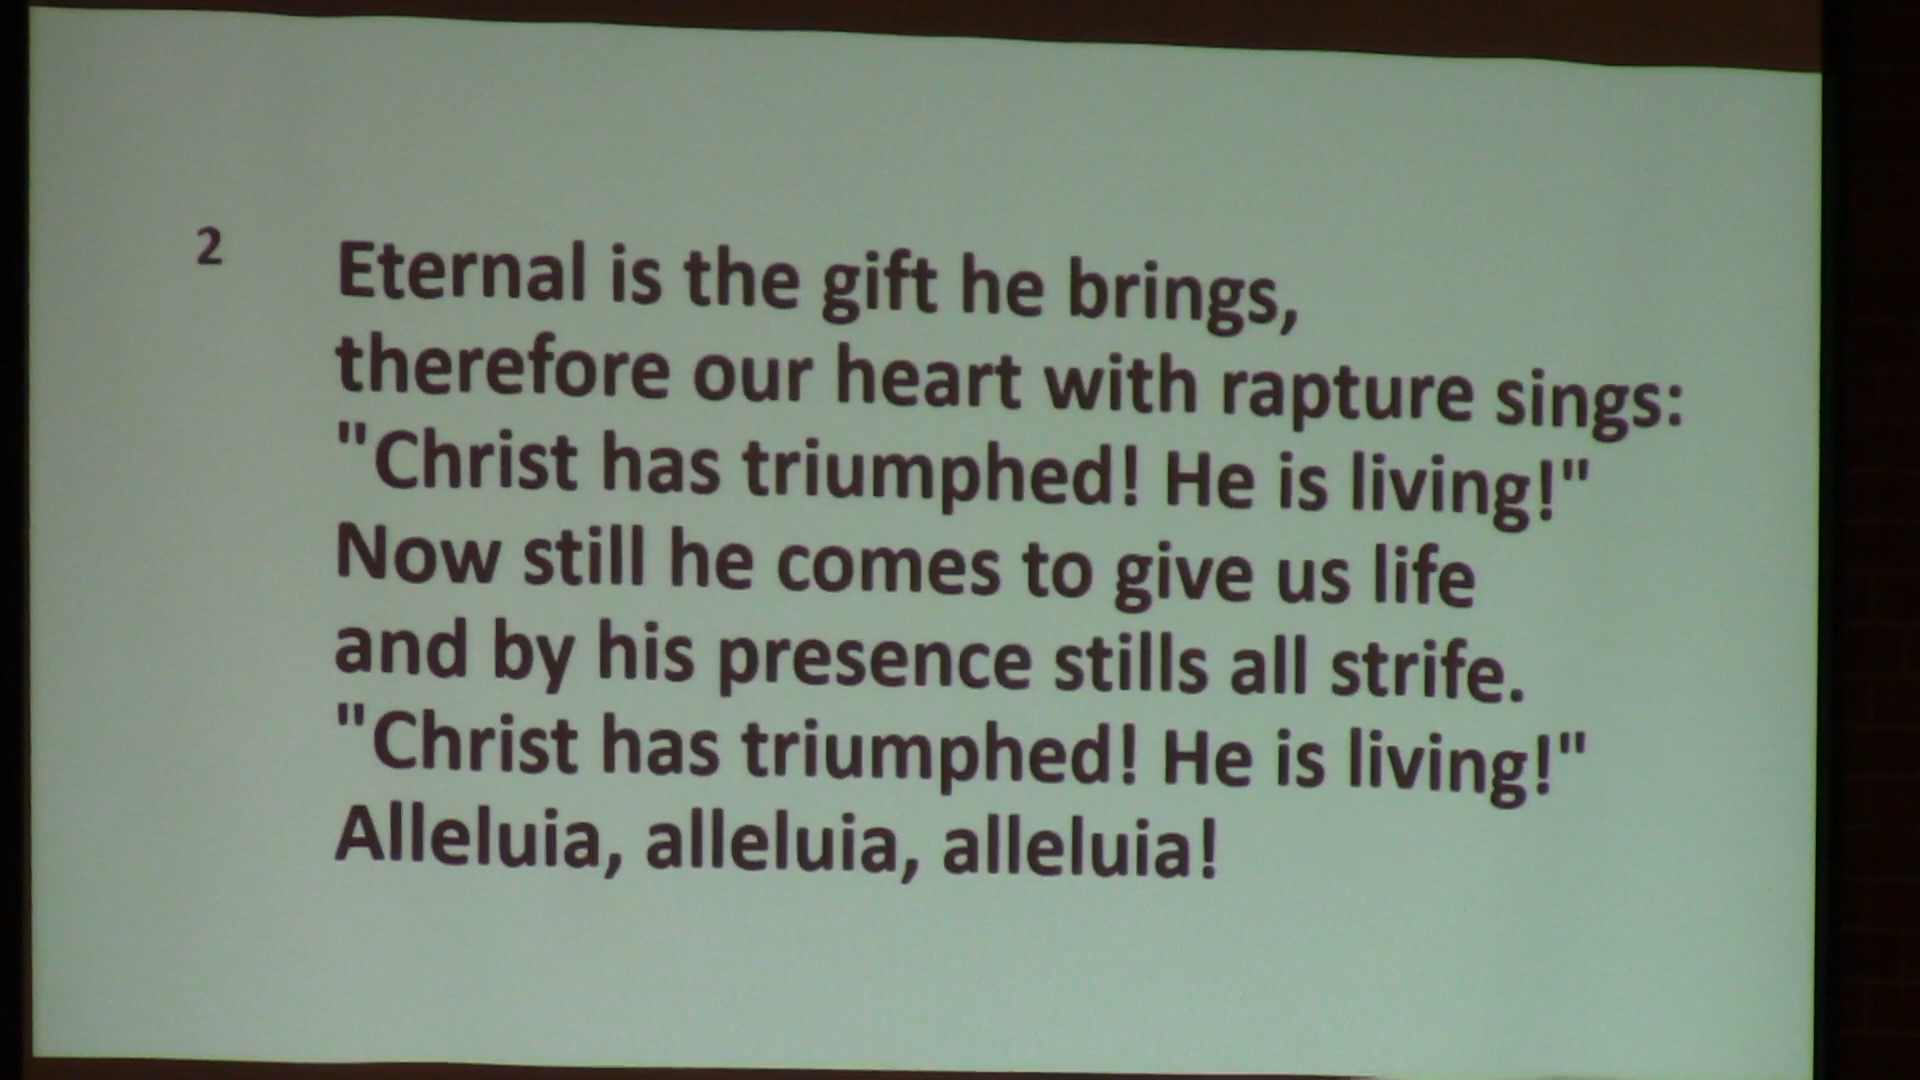 2 Eternal is the gift he brings,
therefore our heart with rapture sings:
"Christ has triumphed! He is living!"
Now still he comes to give us life
and by his presence stills all strife.
"Christ has triumphed! He is living!"
Alleluia, alleluia, alleluia!